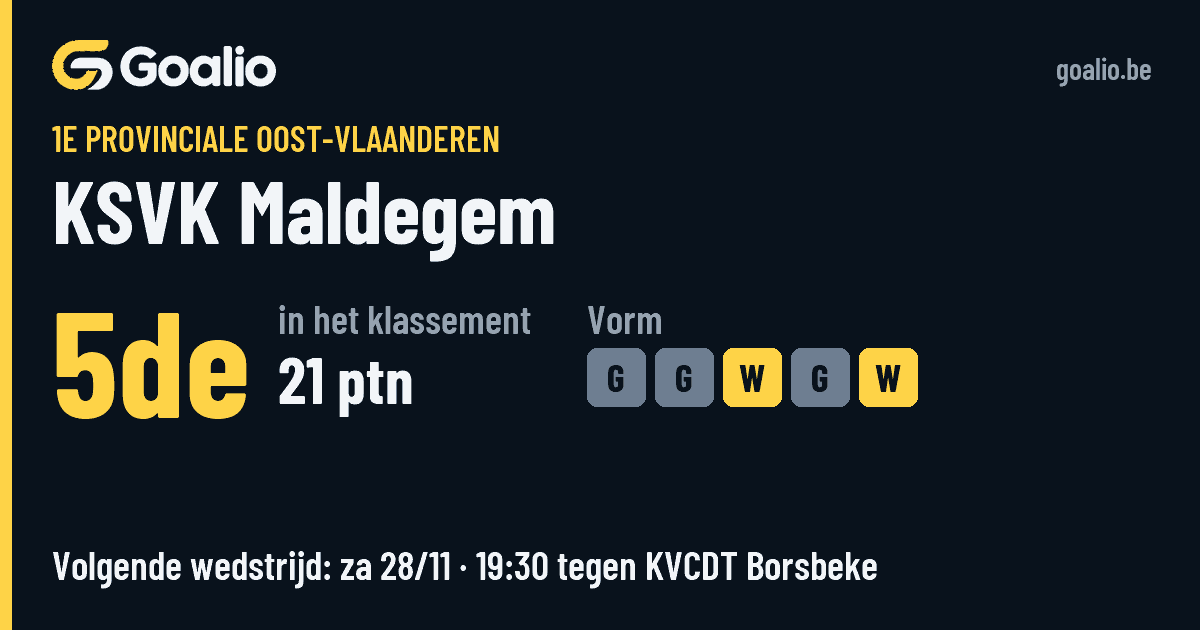 Goalio
goalio.be
1E PROVINCIALE OOST-VLAANDEREN
KSVK Maldegem
5de
in het klassement
21 ptn
Vorm
G G W G W
Volgende wedstrijd: za 28/11 · 19:30 tegen KVCDT Borsbeke